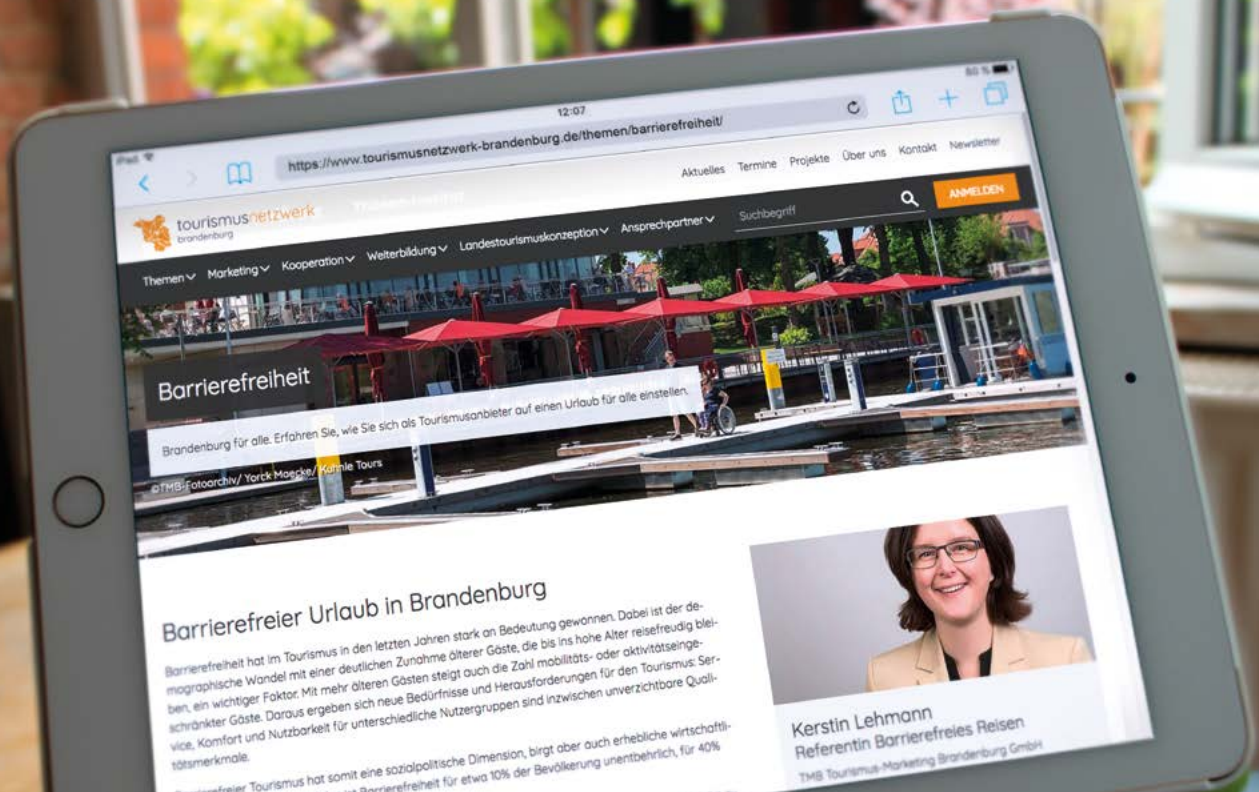 iPad
12:07
80 %
https://www.tourismusnetzwerk-brandenburg.de/themen/barrierefreiheit/
tourismusnetzwerk
brandenburg
Aktuelles Termine Projekte Über uns Kontakt Newsletter
Themen Marketing Kooperation Weiterbildung Landestourismuskonzeption Ansprechpartner Suchbegriff ANMELDEN
Barrierefreiheit
Brandenburg für alle. Erfahren Sie, wie Sie sich als Tourismusanbieter auf einen Urlaub für alle einstellen.
©TMB-Fotoarchiv/ Yorck Maecke/ Kuhnle Tours
Barrierefreier Urlaub in Brandenburg
Barrierefreiheit hat im Tourismus in den letzten Jahren stark an Bedeutung gewonnen. Dabei ist der de-
mographische Wandel mit einer deutlichen Zunahme älterer Gäste, die bis ins hohe Alter reisefreudig blei-
ben, ein wichtiger Faktor. Mit mehr älteren Gästen steigt auch die Zahl mobilitäts- oder aktivitätseinge-
schränkter Gäste. Daraus ergeben sich neue Bedürfnisse und Herausforderungen für den Tourismus: Ser-
vice, Komfort und Nutzbarkeit für unterschiedliche Nutzergruppen sind inzwischen unverzichtbare Quali-
tätsmerkmale.
Barrierefreier Tourismus hat somit eine sozialpolitische Dimension, birgt aber auch erhebliche wirtschaftli-
Barrierefreiheit für etwa 10% der Bevölkerung unentbehrlich, für 40%
Kerstin Lehmann
Referentin Barrierefreies Reisen
TMB Tourismus-Marketing Brandenburg GmbH